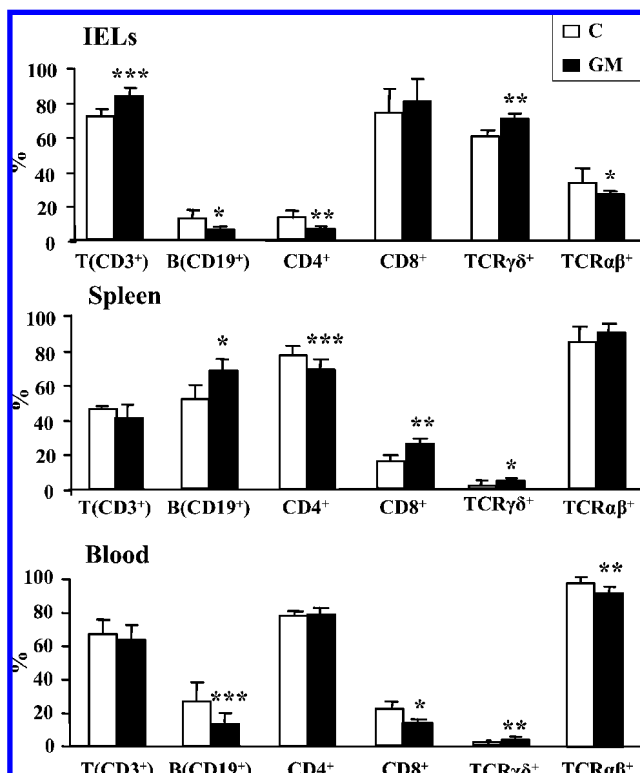 IELs
C
GM
100
80
60
40
20
0
%
*** * ** ** *
T(CD3⁺) B(CD19⁺) CD4⁺ CD8⁺ TCRγδ⁺ TCRαβ⁺
Spleen
100
80
60
40
20
0
%
* *** ** *
T(CD3⁺) B(CD19⁺) CD4⁺ CD8⁺ TCRγδ⁺ TCRαβ⁺
Blood
100
80
60
40
20
0
%
*** * ** **
T(CD3⁺) B(CD19⁺) CD4⁺ CD8⁺ TCRγδ⁺ TCRαβ⁺